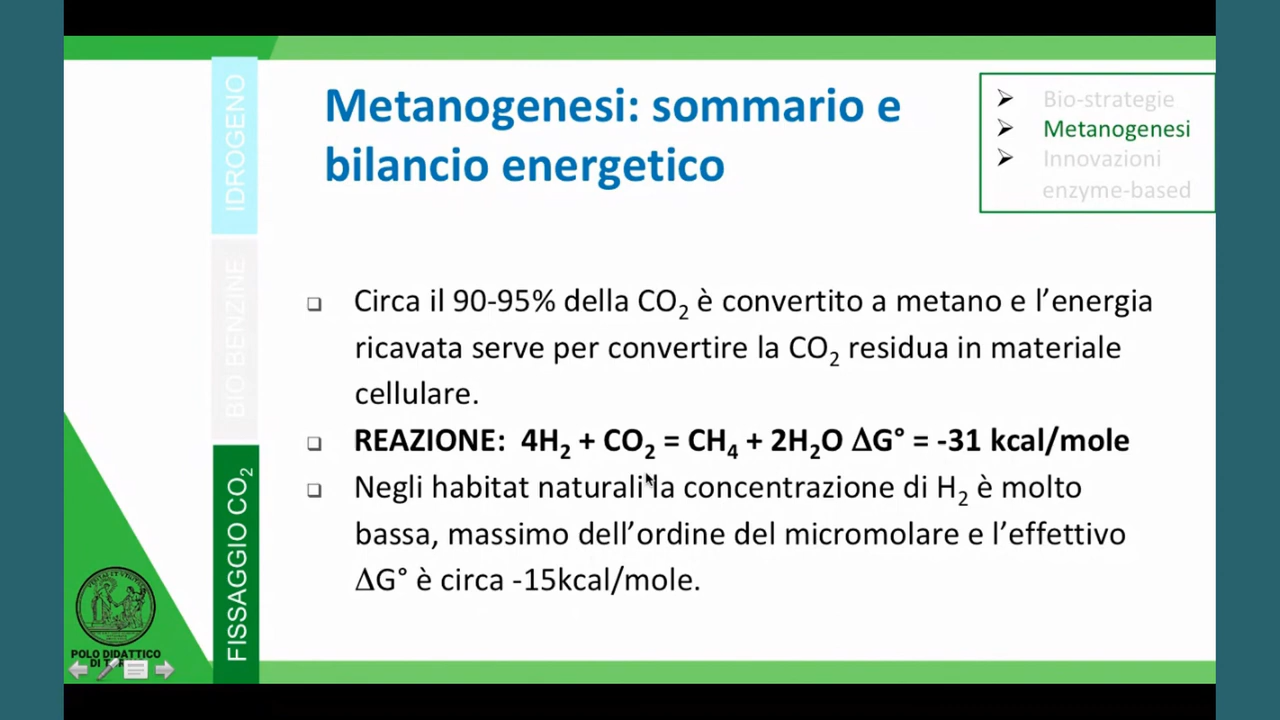 Metanogenesi: sommario e
bilancio energetico
Bio-strategie
Metanogenesi
Innovazioni
enzyme-based
IDROGENO
BIO BENZINE
FISSAGGIO CO₂
Circa il 90-95% della CO₂ è convertito a metano e l’energia
ricavata serve per convertire la CO₂ residua in materiale
cellulare.
REAZIONE: 4H₂ + CO₂ = CH₄ + 2H₂O ΔG° = -31 kcal/mole
Negli habitat naturali la concentrazione di H₂ è molto
bassa, massimo dell’ordine del micromolare e l’effettivo
ΔG° è circa -15kcal/mole.
POLO DIDATTICO